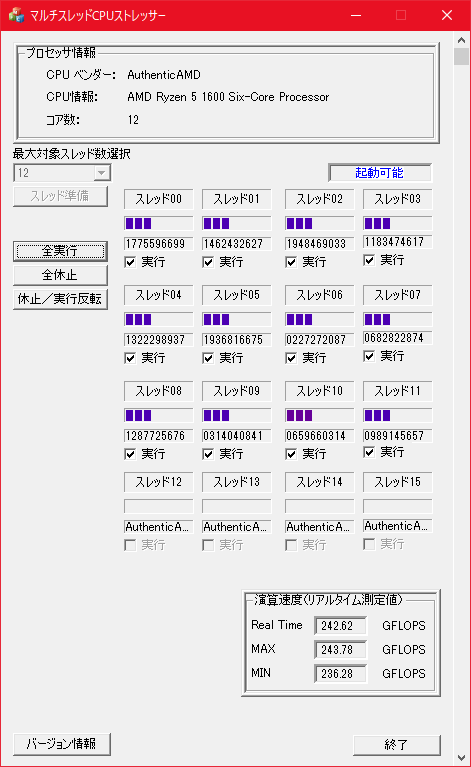 マルチスレッドCPUストレッサー
プロセッサ情報
CPU ベンダー: AuthenticAMD
CPU情報: AMD Ryzen 5 1600 Six-Core Processor
コア数: 12
最大対象スレッド数選択
12
起動可能
スレッド準備
スレッド00 スレッド01 スレッド02 スレッド03
全実行
1775596699 1462432627 1948469033 1183474617
実行 実行 実行 実行
全休止
休止／実行反転
スレッド04 スレッド05 スレッド06 スレッド07
1322298937 1936816675 0227272087 0682822874
実行 実行 実行 実行
スレッド08 スレッド09 スレッド10 スレッド11
1287725676 0314040841 0659660314 0989145657
実行 実行 実行 実行
スレッド12 スレッド13 スレッド14 スレッド15
AuthenticA... AuthenticA... AuthenticA... AuthenticA...
実行 実行 実行 実行
演算速度(リアルタイム測定値)
Real Time 242.62 GFLOPS
MAX 243.78 GFLOPS
MIN 236.28 GFLOPS
バージョン情報
終了